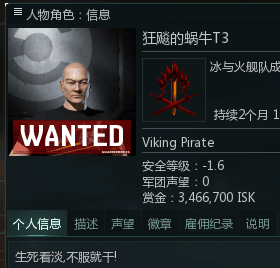 人物角色：信息
狂飚的蜗牛T3
冰与火舰队成
持续2个月 1
WANTED
Viking Pirate
安全等级：-1.6
军团声望：0
赏金：3,466,700 ISK
个人信息 描述 声望 徽章 雇佣纪录 说明
生死看淡,不服就干!